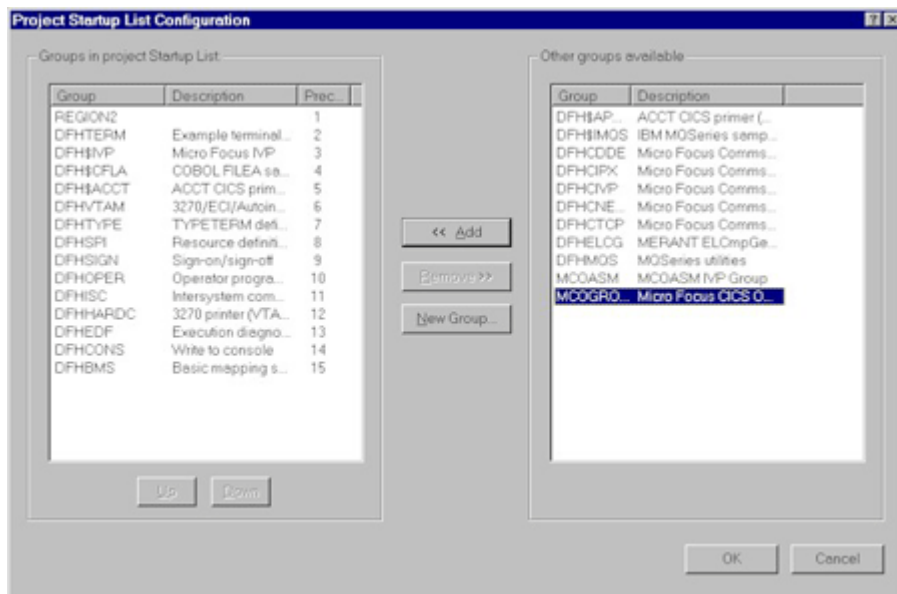 Project Startup List Configuration
Groups in project Startup List
Group Description Prec...
REGION2 1
DFHTERM Example terminal... 2
DFH$IVP Micro Focus IVP 3
DFH$CFLA COBOL FILEA sa... 4
DFH$ACCT ACCT CICS prim... 5
DFHVTAM 3270/ECI/Autoin... 6
DFHTYPE TYPETERM defi... 7
DFHSPI Resource definiti... 8
DFHSIGN Sign-on/sign-off 9
DFHOPER Operator progra... 10
DFHISC Intersystem com... 11
DFHHARDC 3270 printer (VTA... 12
DFHEDF Execution diagno... 13
DFHCONS Write to console 14
DFHBMS Basic mapping s... 15
Up Down
<< Add
Remove >>
New Group...
Other groups available
Group Description
DFH$AP... ACCT CICS primer (...
DFH$IMQS IBM MQSeries samp...
DFHCDDE Micro Focus Comms...
DFHCIPX Micro Focus Comms...
DFHCIVP Micro Focus Comms...
DFHCNE... Micro Focus Comms...
DFHCTCP Micro Focus Comms...
DFHELCG MERANT ELCmpGe...
DFHMQS MQSeries utilities
MCOASM MCOASM IVP Group
MCOGRO... Micro Focus CICS O...
OK Cancel